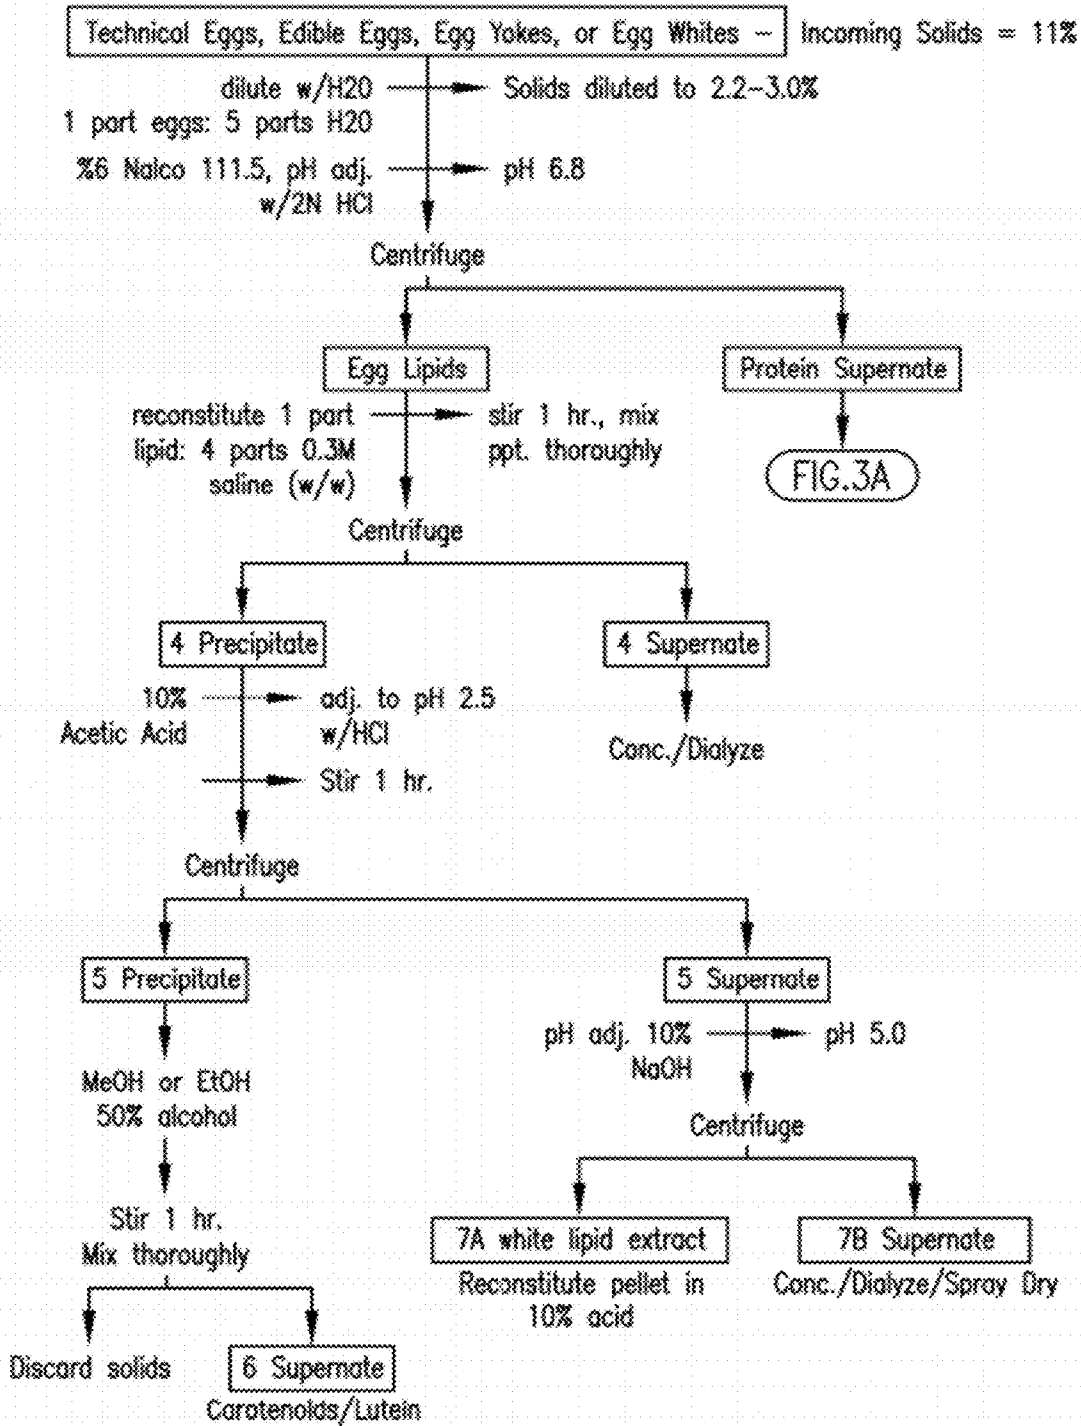 Technical Eggs, Edible Eggs, Egg Yokes, or Egg Whites –
Incoming Solids = 11%
dilute w/H2O
1 part eggs: 5 parts H2O
Solids diluted to 2.2–3.0%
%6 Nalco 111.5, pH adj.
w/2N HCl
pH 6.8
Centrifuge
Egg Lipids
Protein Supernate
reconstitute 1 part
lipid: 4 parts 0.3M
saline (w/w)
stir 1 hr., mix
ppt. thoroughly
FIG.3A
Centrifuge
4 Precipitate
4 Supernate
10%
Acetic Acid
adj. to pH 2.5
w/HCl
Stir 1 hr.
Conc./Dialyze
Centrifuge
5 Precipitate
5 Supernate
pH adj. 10%
NaOH
pH 5.0
MeOH or EtOH
50% alcohol
Centrifuge
Stir 1 hr.
Mix thoroughly
7A white lipid extract
Reconstitute pellet in
10% acid
7B Supernate
Conc./Dialyze/Spray Dry
Discard solids
6 Supernate
Carotenoids/Lutein